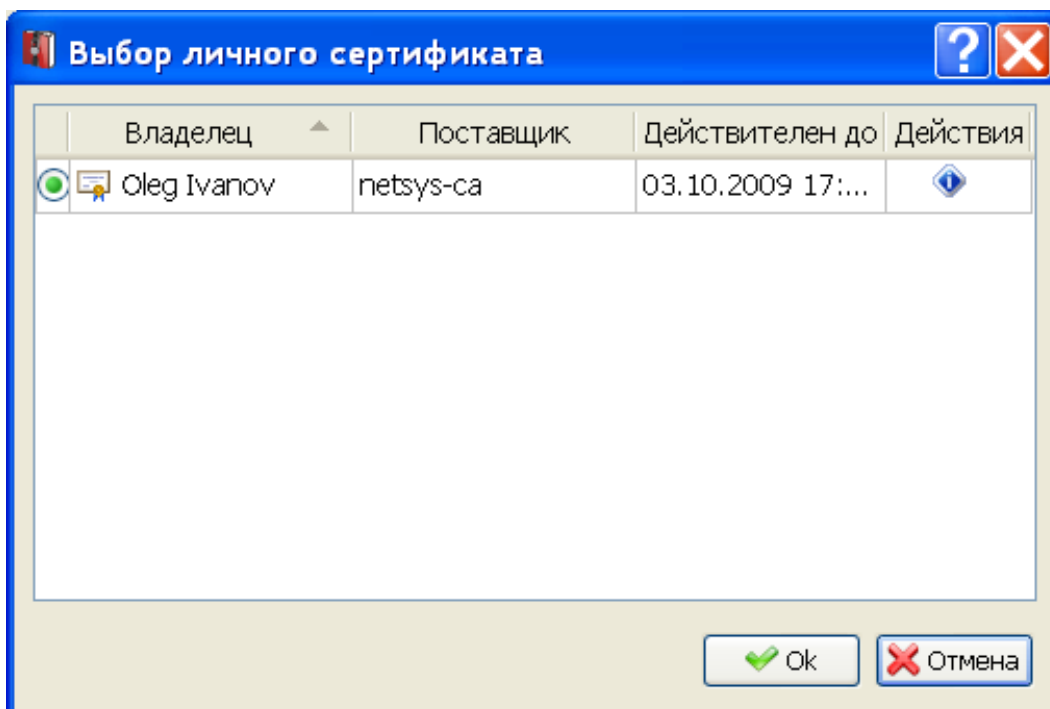 Выбор личного сертификата
Владелец Поставщик Действителен до Действия
Oleg Ivanov netsys-ca 03.10.2009 17:...
Ok Отмена